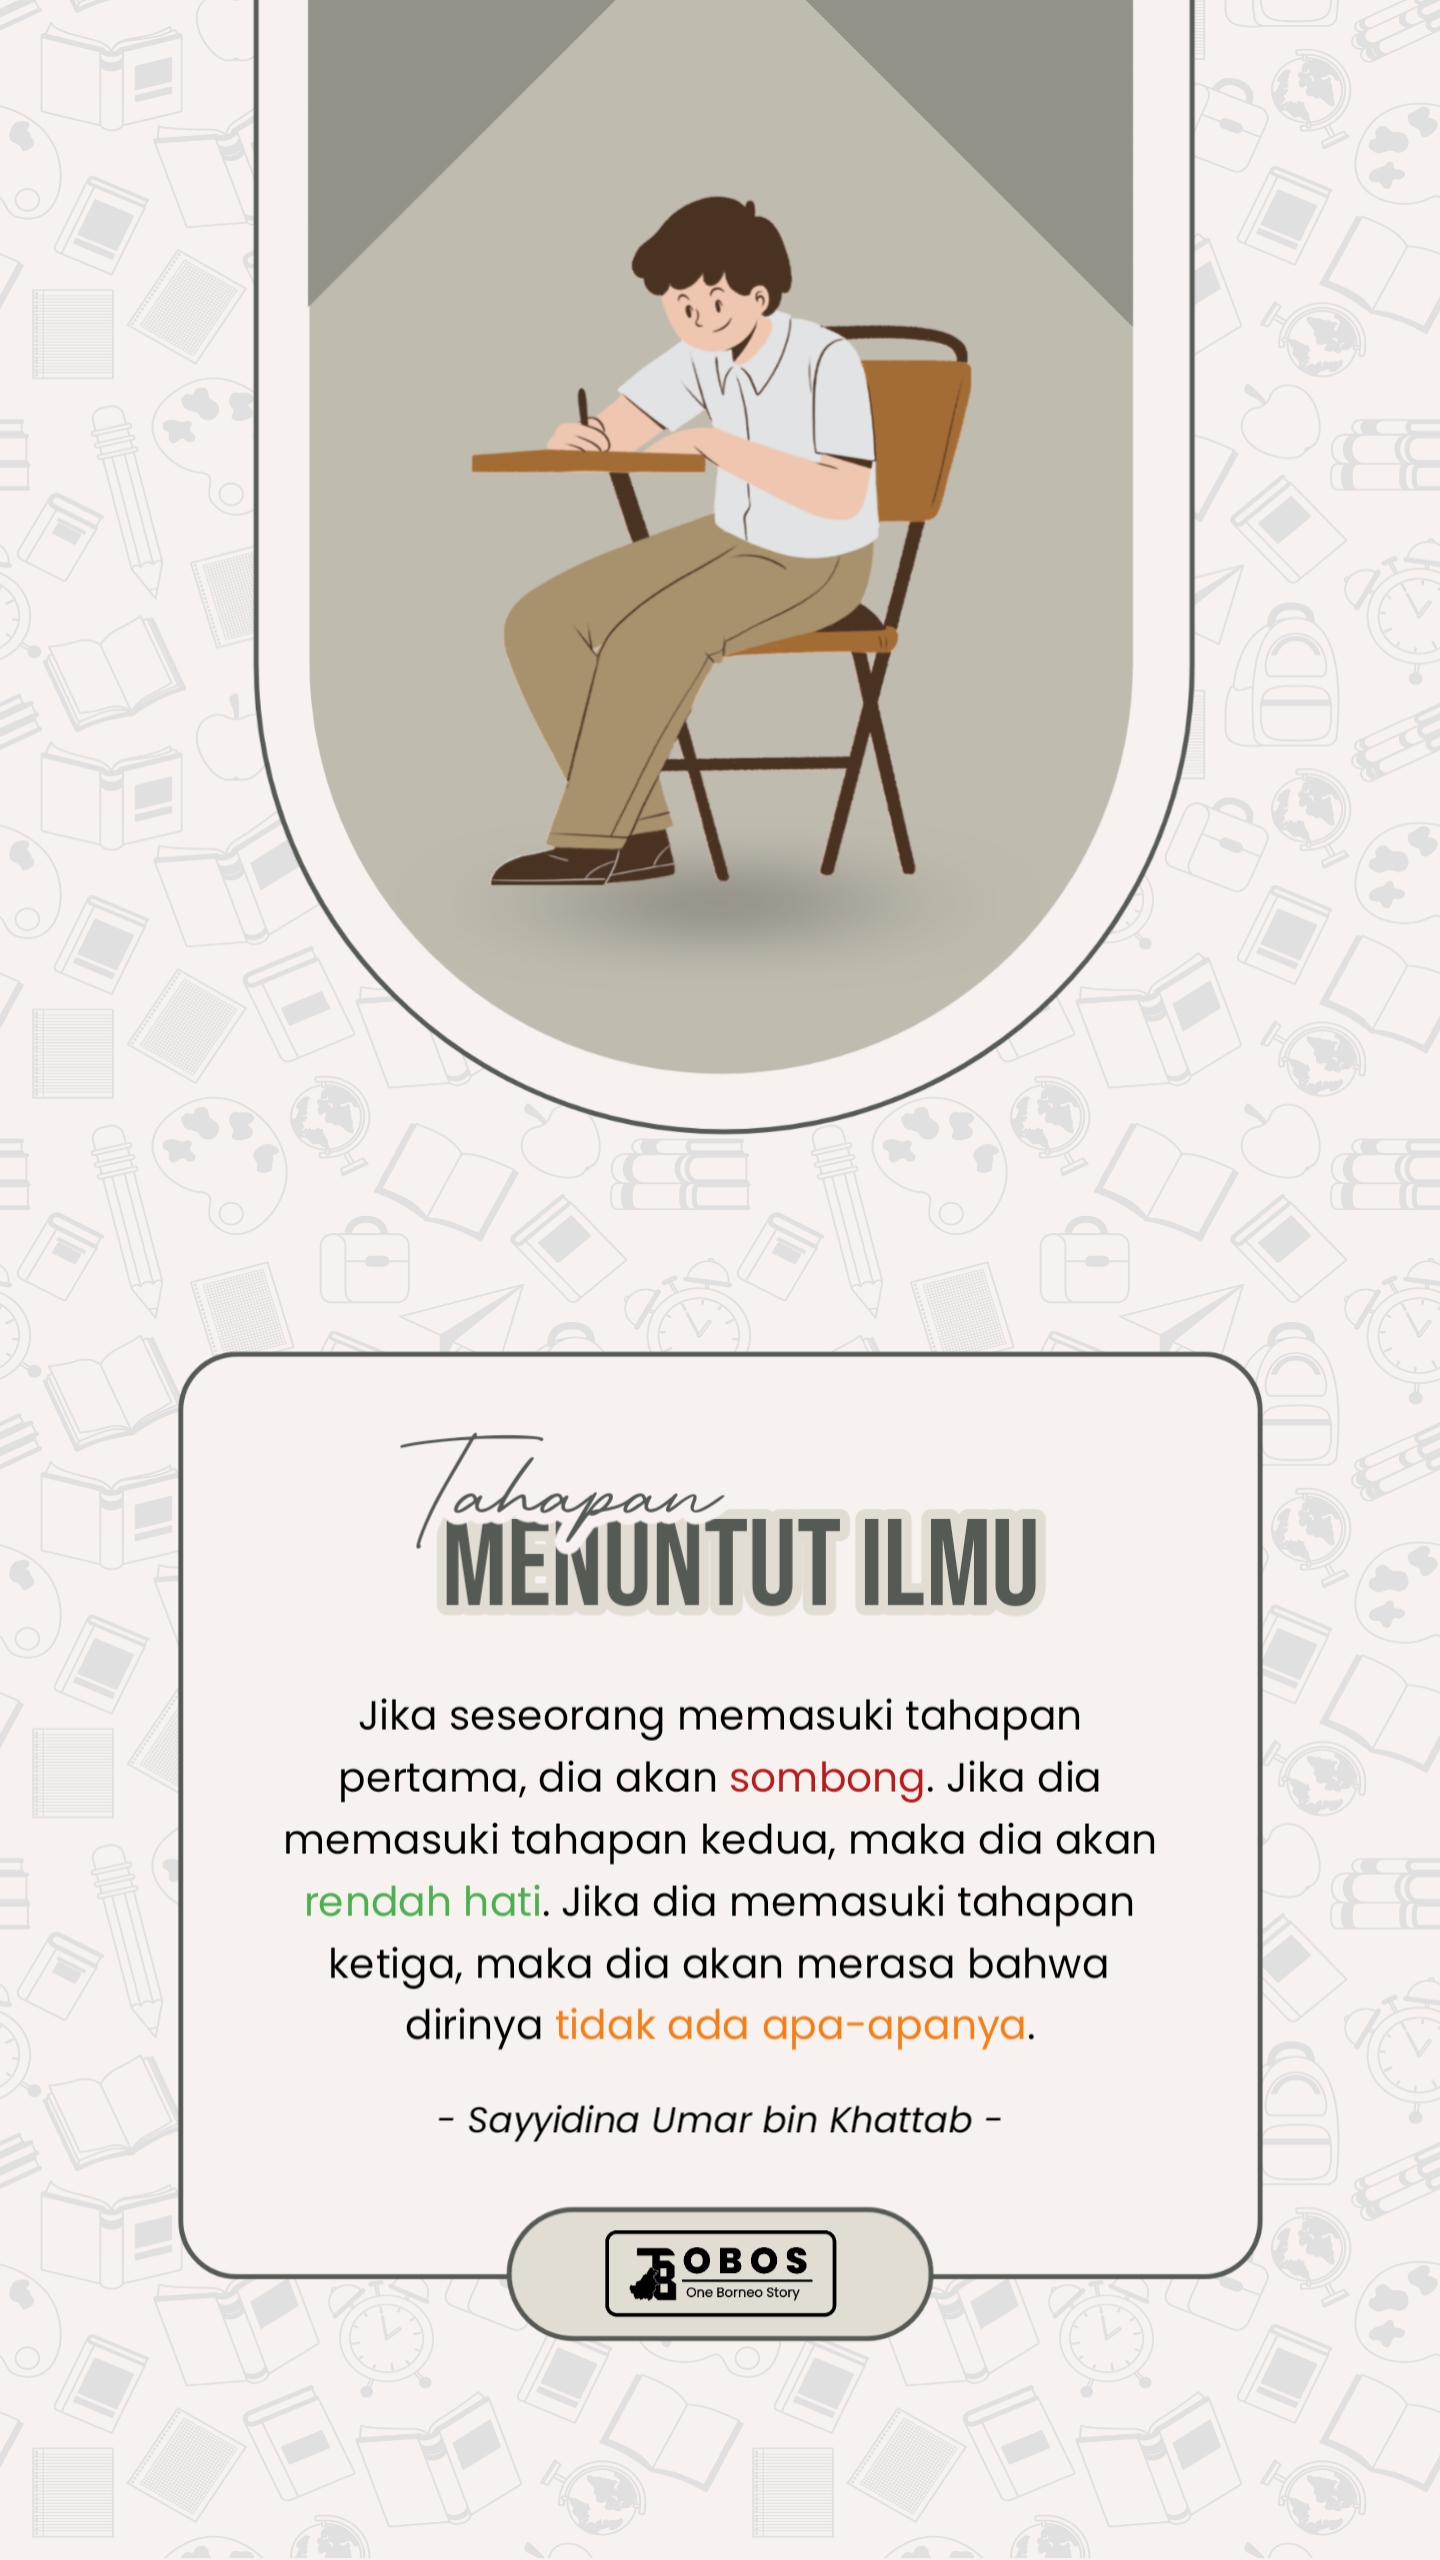 Tahapan
MENUNTUT ILMU
Jika seseorang memasuki tahapan
pertama, dia akan sombong. Jika dia
memasuki tahapan kedua, maka dia akan
rendah hati. Jika dia memasuki tahapan
ketiga, maka dia akan merasa bahwa
dirinya tidak ada apa-apanya.
- Sayyidina Umar bin Khattab -
OBOS
One Borneo Story